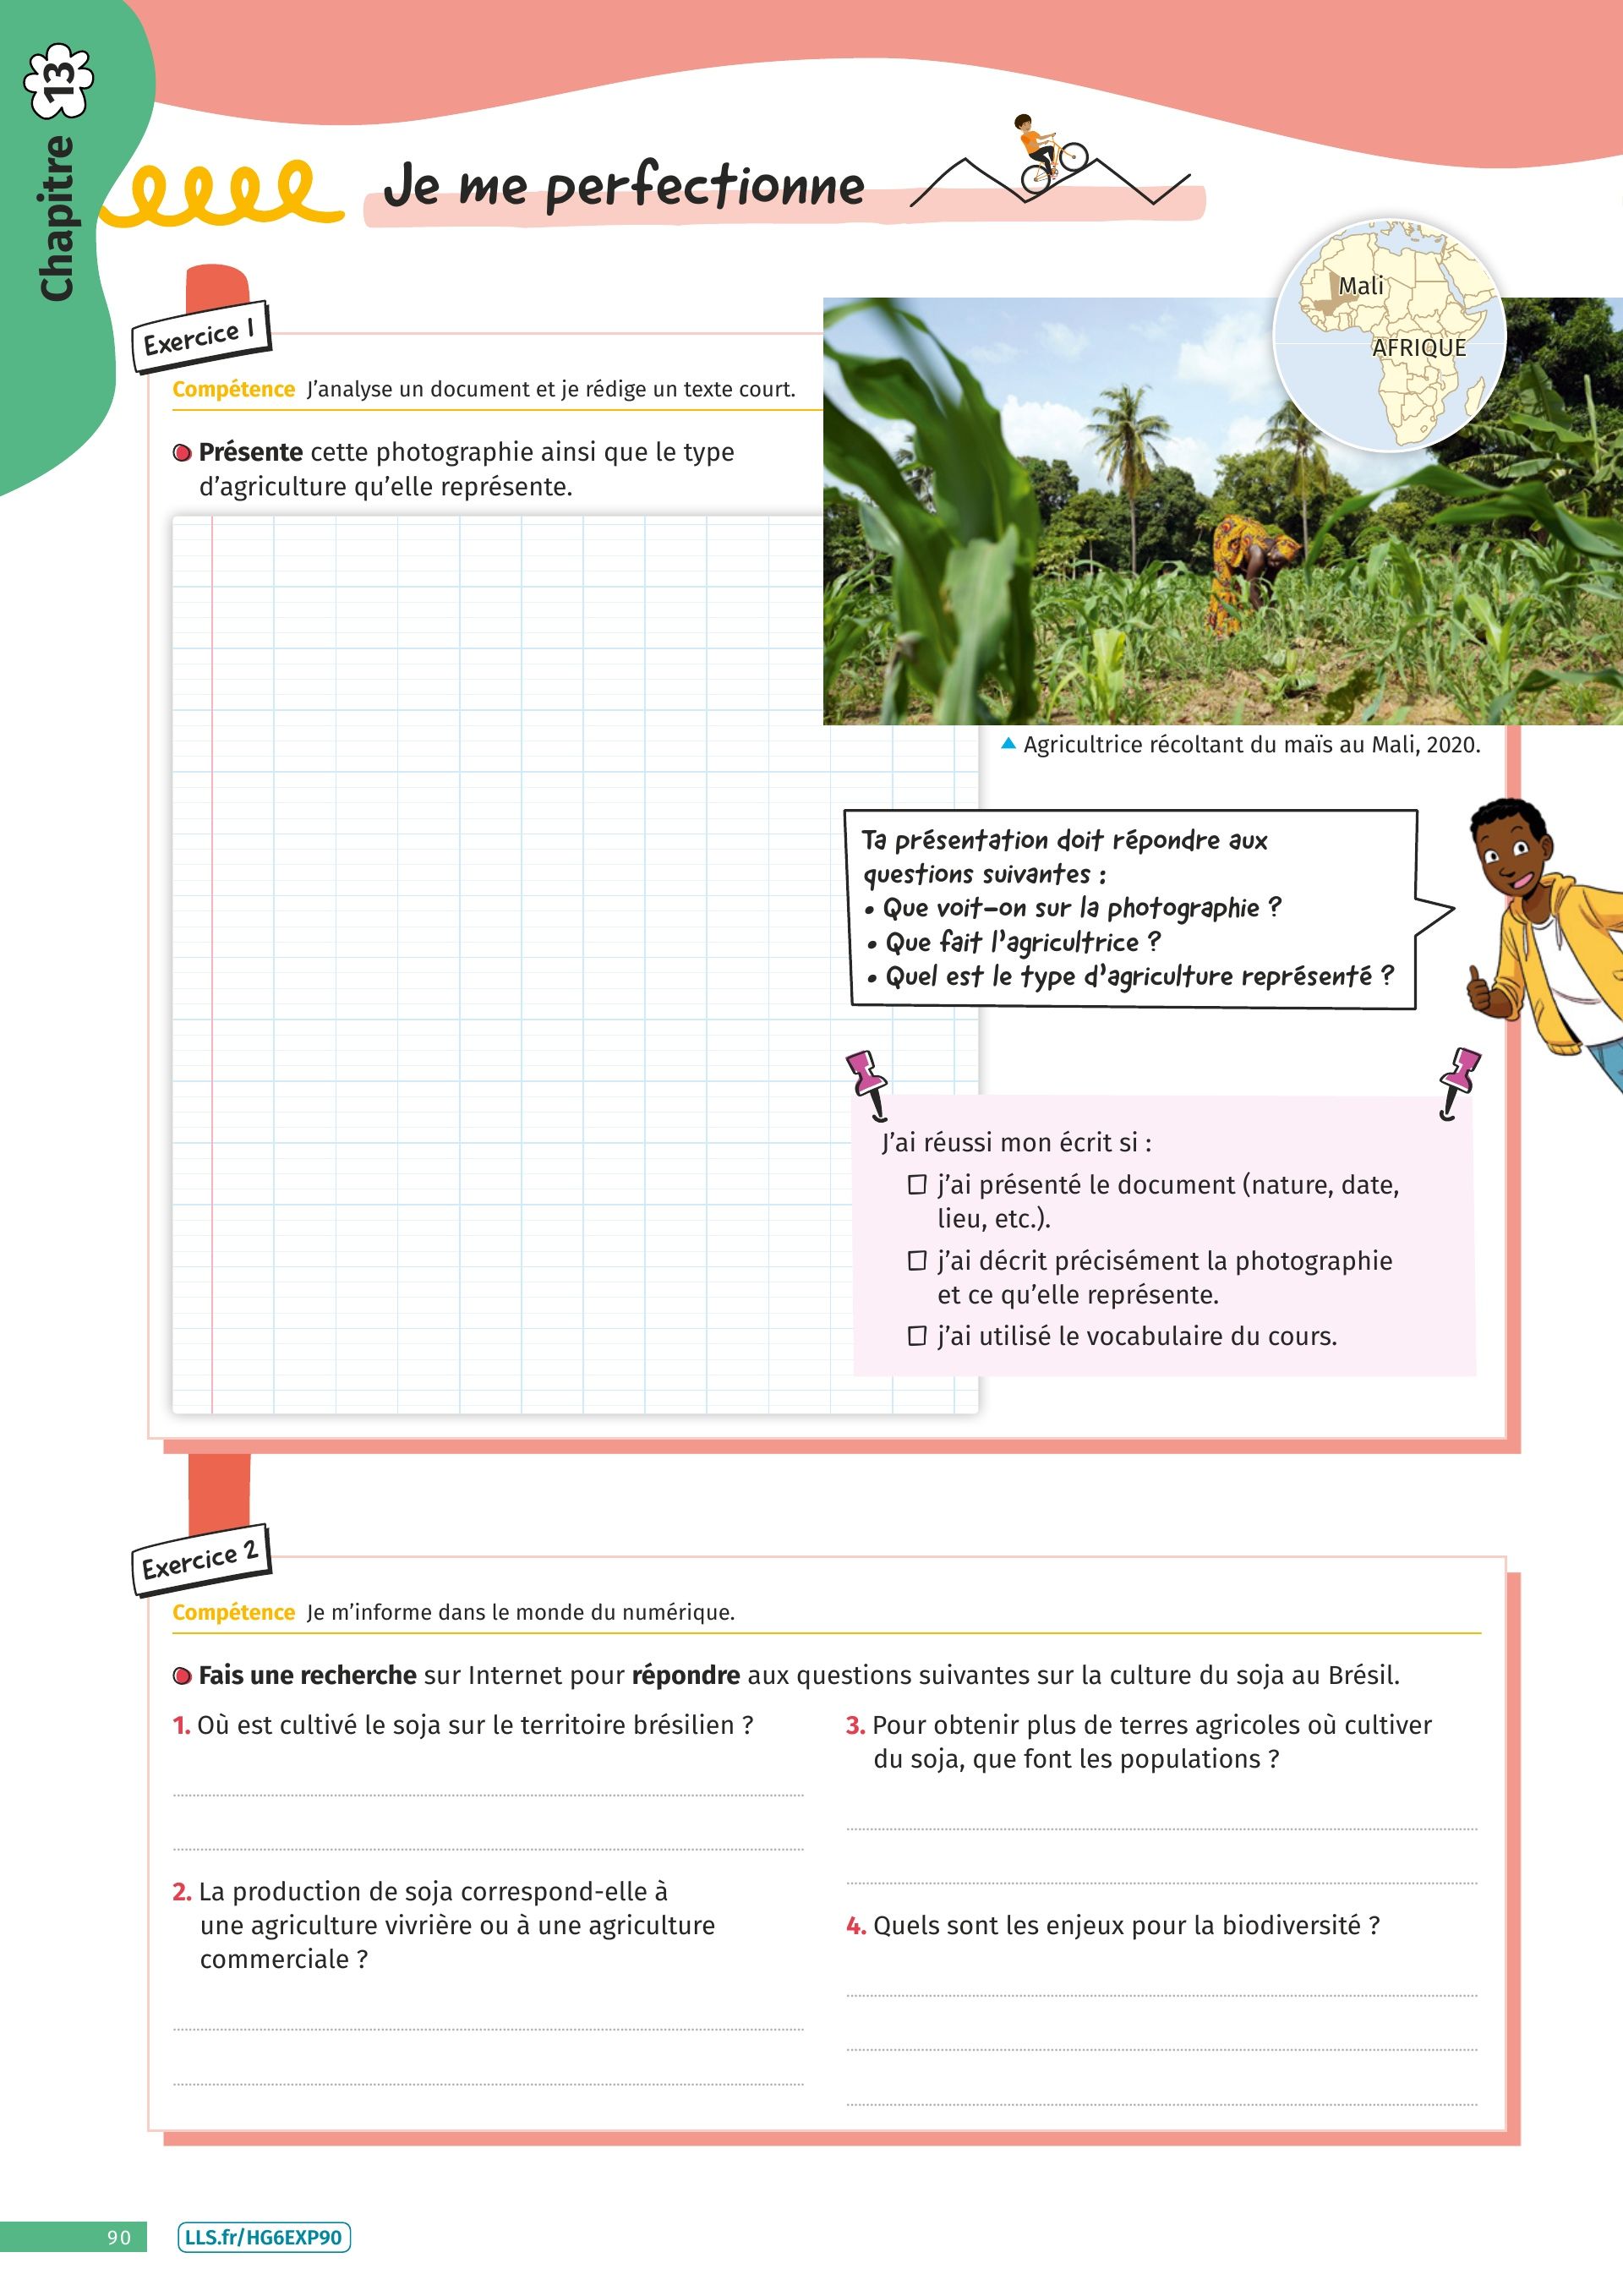 Chapitre 13
Je me perfectionne
Exercice 1
Compétence J’analyse un document et je rédige un texte court.
Présente cette photographie ainsi que le type
d’agriculture qu’elle représente.
Mali
AFRIQUE
▲ Agricultrice récoltant du maïs au Mali, 2020.
Ta présentation doit répondre aux
questions suivantes :
• Que voit-on sur la photographie ?
• Que fait l’agricultrice ?
• Quel est le type d’agriculture représenté ?
J’ai réussi mon écrit si :
j’ai présenté le document (nature, date,
lieu, etc.).
j’ai décrit précisément la photographie
et ce qu’elle représente.
j’ai utilisé le vocabulaire du cours.
Exercice 2
Compétence Je m’informe dans le monde du numérique.
Fais une recherche sur Internet pour répondre aux questions suivantes sur la culture du soja au Brésil.
1. Où est cultivé le soja sur le territoire brésilien ?
2. La production de soja correspond-elle à
une agriculture vivrière ou à une agriculture
commerciale ?
3. Pour obtenir plus de terres agricoles où cultiver
du soja, que font les populations ?
4. Quels sont les enjeux pour la biodiversité ?
90
LLS.fr/HG6EXP90